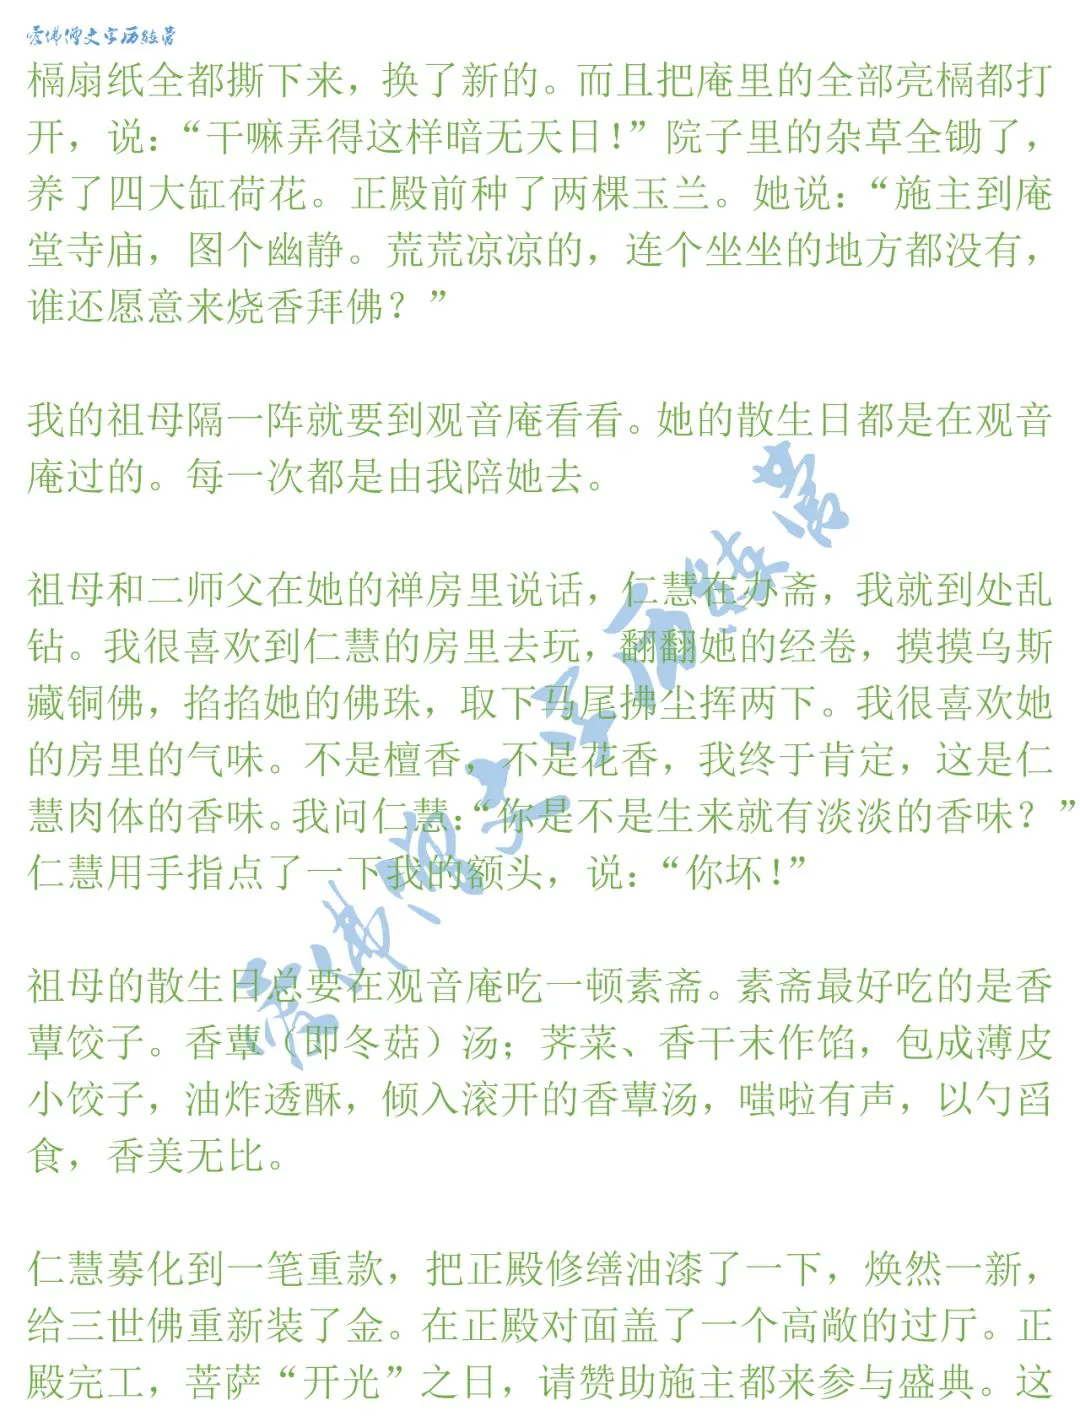 槅扇纸全都撕下来，换了新的。而且把庵里的全部亮槅都打
开，说：“干嘛弄得这样暗无天日！”院子里的杂草全锄了，
养了四大缸荷花。正殿前种了两棵玉兰。她说：“施主到庵
堂寺庙，图个幽静。荒荒凉凉的，连个坐坐的地方都没有，
谁还愿意来烧香拜佛？”
我的祖母隔一阵就要到观音庵看看。她的散生日都是在观音
庵过的。每一次都是由我陪她去。
祖母和二师父在她的禅房里说话，仁慧在办斋，我就到处乱
钻。我很喜欢到仁慧的房里去玩，翻翻她的经卷，摸摸乌斯
藏铜佛，掐掐她的佛珠，取下马尾拂尘挥两下。我很喜欢她
的房里的气味。不是檀香，不是花香，我终于肯定，这是仁
慧肉体的香味。我问仁慧：“你是不是生来就有淡淡的香味？”
仁慧用手指点了一下我的额头，说：“你坏！”
祖母的散生日总要在观音庵吃一顿素斋。素斋最好吃的是香
蕈饺子。香蕈（即冬菇）汤；荠菜、香干末作馅，包成薄皮
小饺子，油炸透酥，倾入滚开的香蕈汤，嗤啦有声，以勺舀
食，香美无比。
仁慧募化到一笔重款，把正殿修缮油漆了一下，焕然一新，
给三世佛重新装了金。在正殿对面盖了一个高敞的过厅。正
殿完工，菩萨“开光”之日，请赞助施主都来参与盛典。这